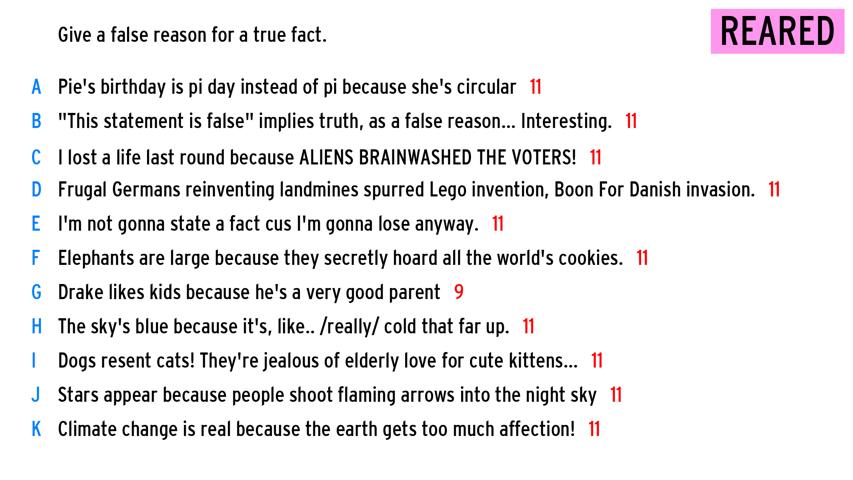 Give a false reason for a true fact.
REARED
A Pie's birthday is pi day instead of pi because she's circular 11
B "This statement is false" implies truth, as a false reason... Interesting. 11
C I lost a life last round because ALIENS BRAINWASHED THE VOTERS! 11
D Frugal Germans reinventing landmines spurred Lego invention, Boon For Danish invasion. 11
E I'm not gonna state a fact cus I'm gonna lose anyway. 11
F Elephants are large because they secretly hoard all the world's cookies. 11
G Drake likes kids because he's a very good parent 9
H The sky's blue because it's, like.. /really/ cold that far up. 11
I Dogs resent cats! They're jealous of elderly love for cute kittens... 11
J Stars appear because people shoot flaming arrows into the night sky 11
K Climate change is real because the earth gets too much affection! 11